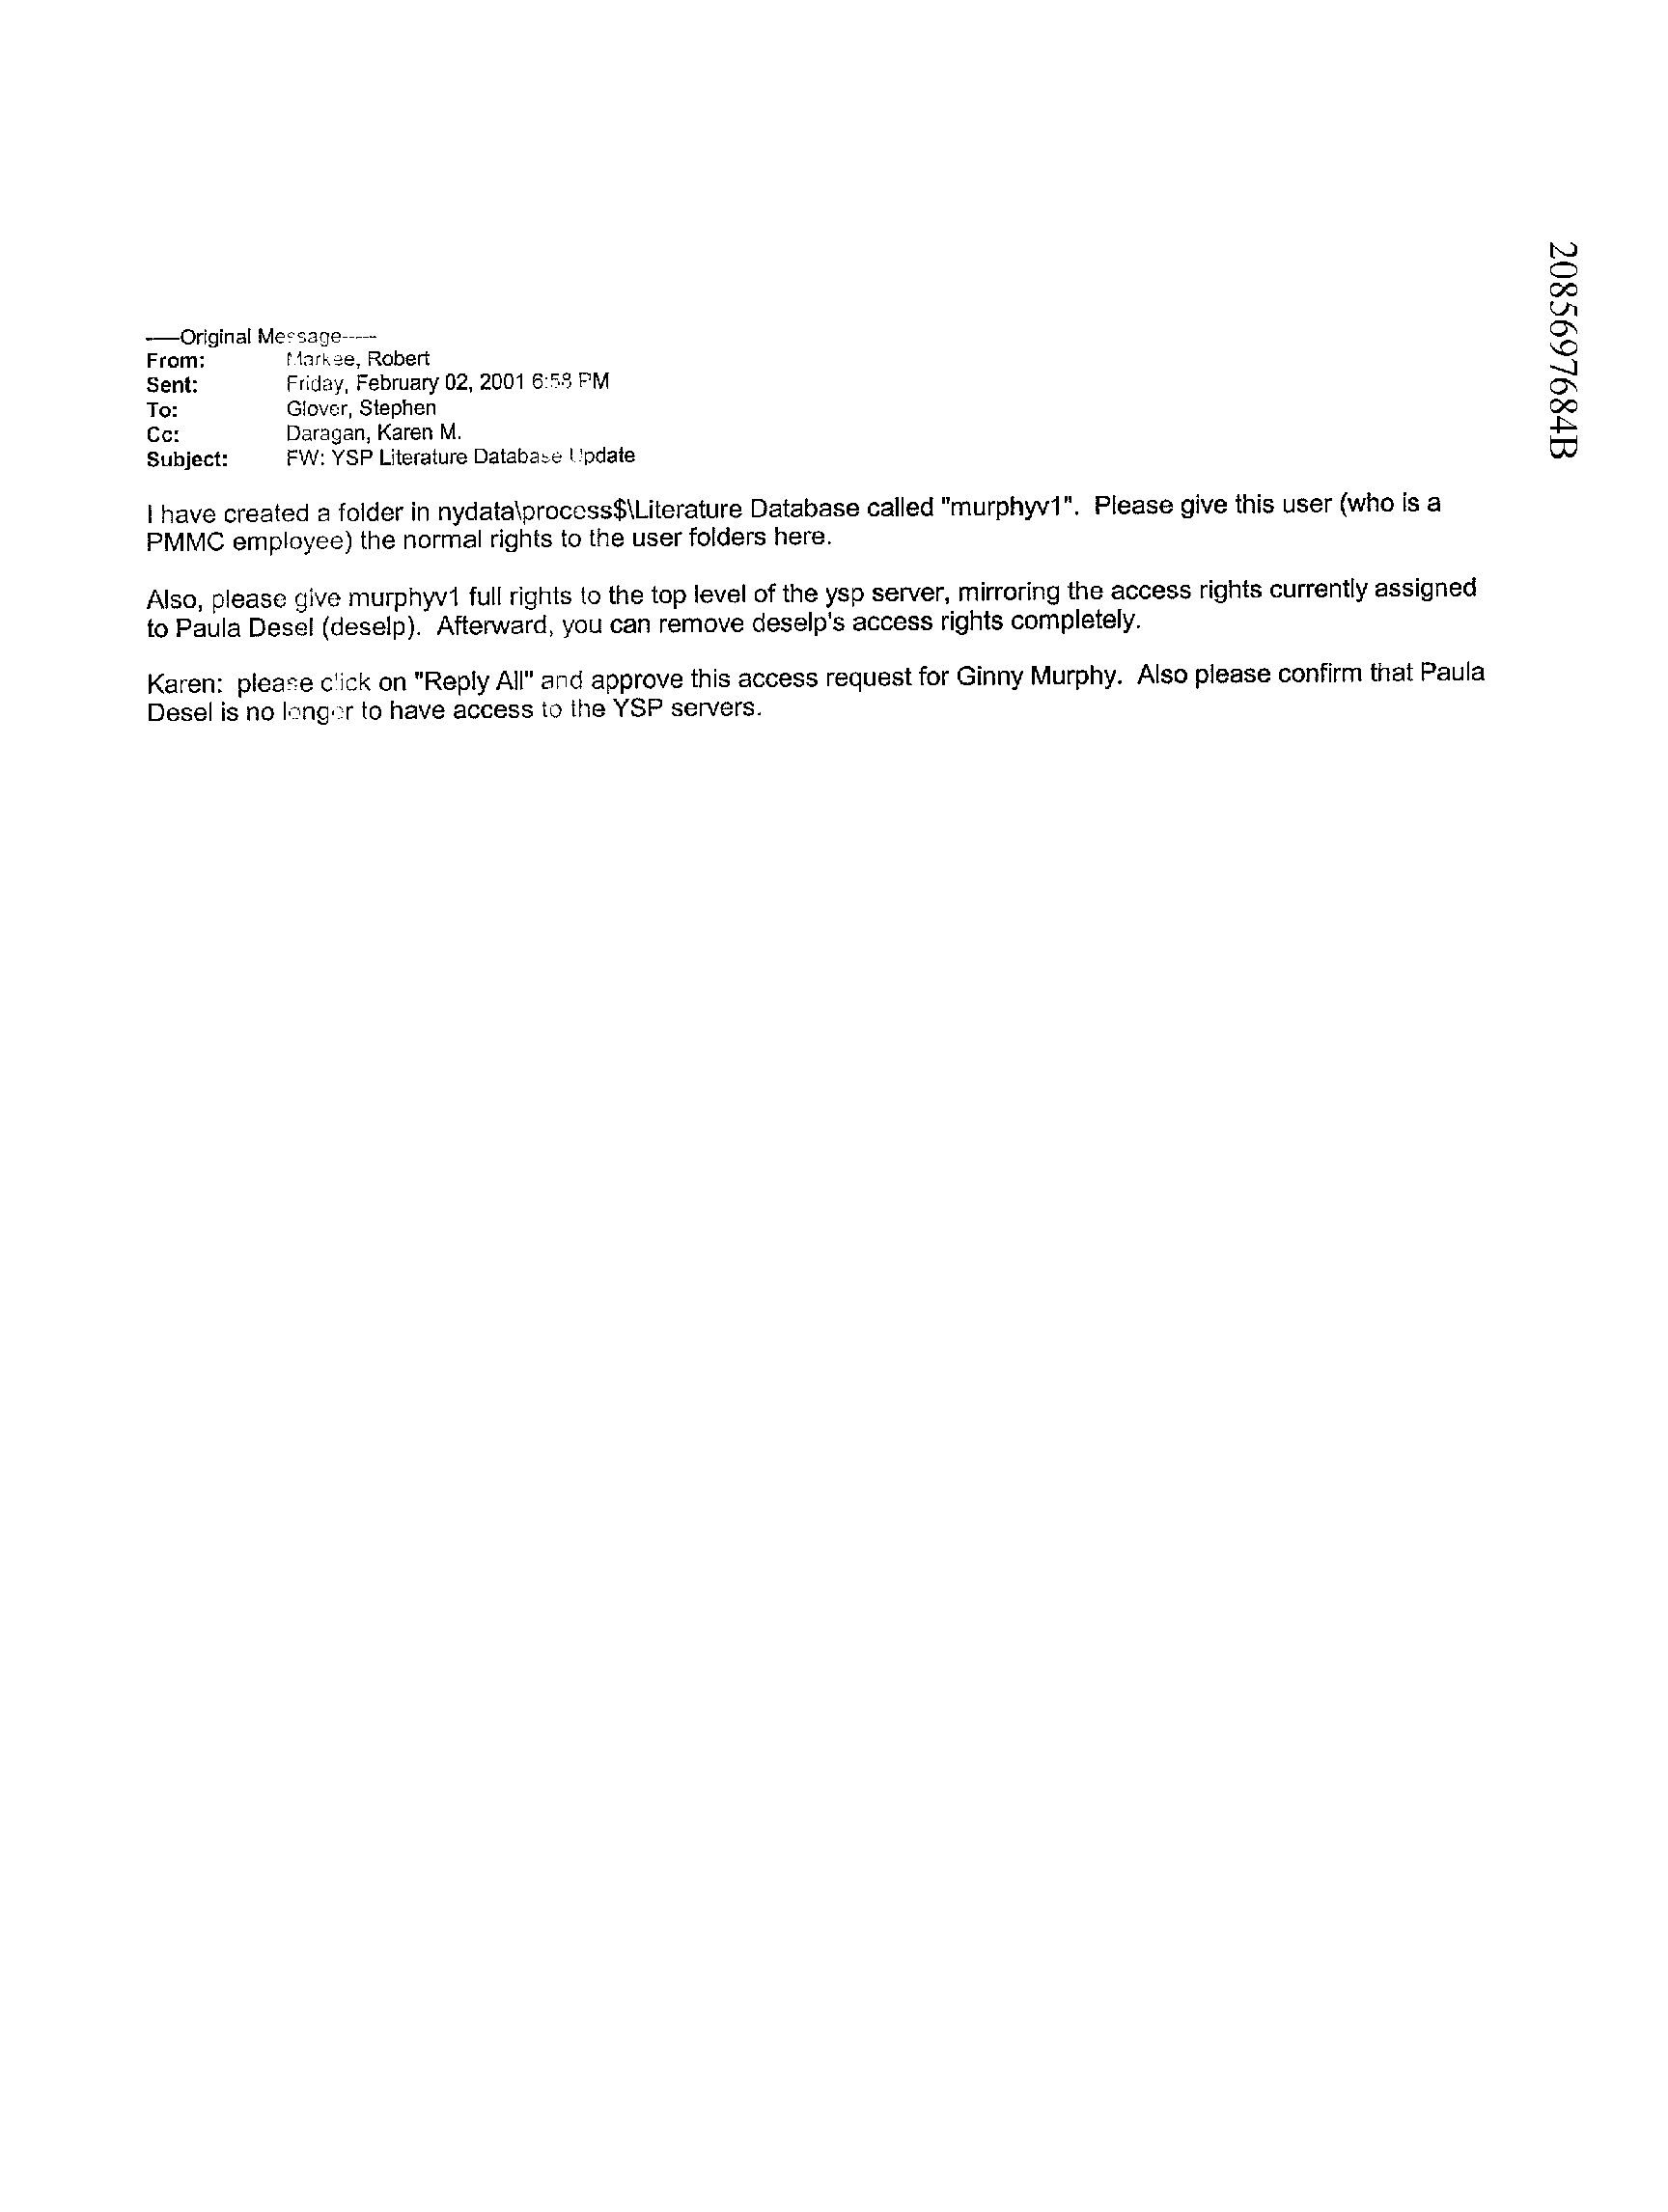 -----Original Message-----
From: Markee, Robert
Sent: Friday, February 02, 2001 6:58 PM
To: Glover, Stephen
Cc: Daragan, Karen M.
Subject: FW: YSP Literature Database Update
I have created a folder in nydata\process$\Literature Database called "murphyv1". Please give this user (who is a
PMMC employee) the normal rights to the user folders here.
Also, please give murphyv1 full rights to the top level of the ysp server, mirroring the access rights currently assigned
to Paula Desel (deselp). Afterward, you can remove deselp's access rights completely.
Karen: please click on "Reply All" and approve this access request for Ginny Murphy. Also please confirm that Paula
Desel is no longer to have access to the YSP servers.
2085697684B